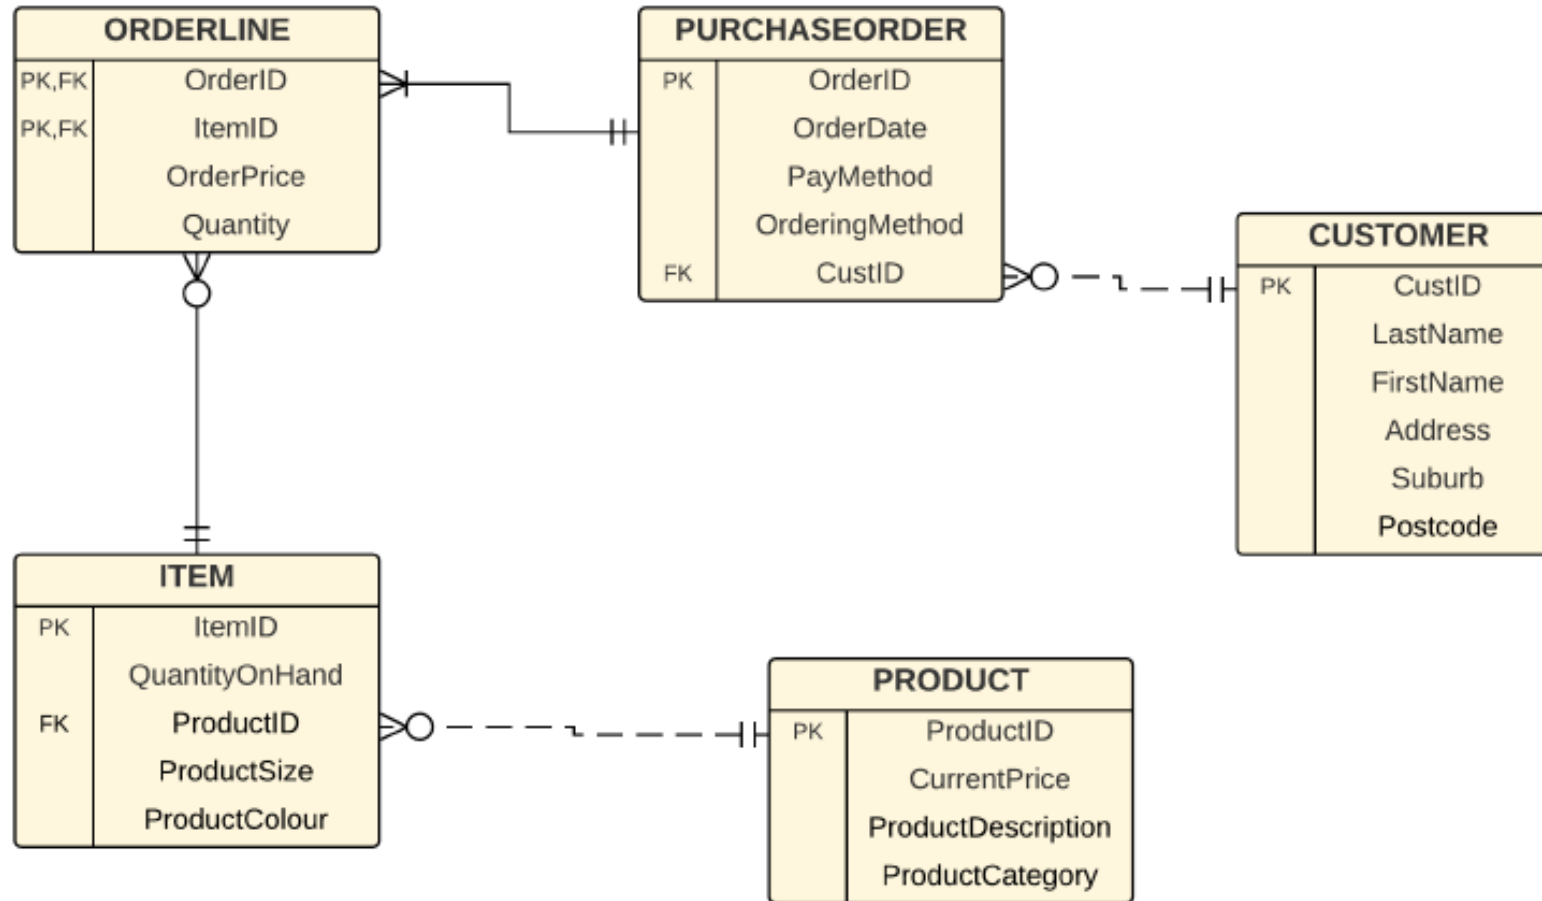 ORDERLINE
PK,FK OrderID
PK,FK ItemID
OrderPrice
Quantity
PURCHASEORDER
PK OrderID
OrderDate
PayMethod
OrderingMethod
FK CustID
CUSTOMER
PK CustID
LastName
FirstName
Address
Suburb
Postcode
ITEM
PK ItemID
QuantityOnHand
FK ProductID
ProductSize
ProductColour
PRODUCT
PK ProductID
CurrentPrice
ProductDescription
ProductCategory